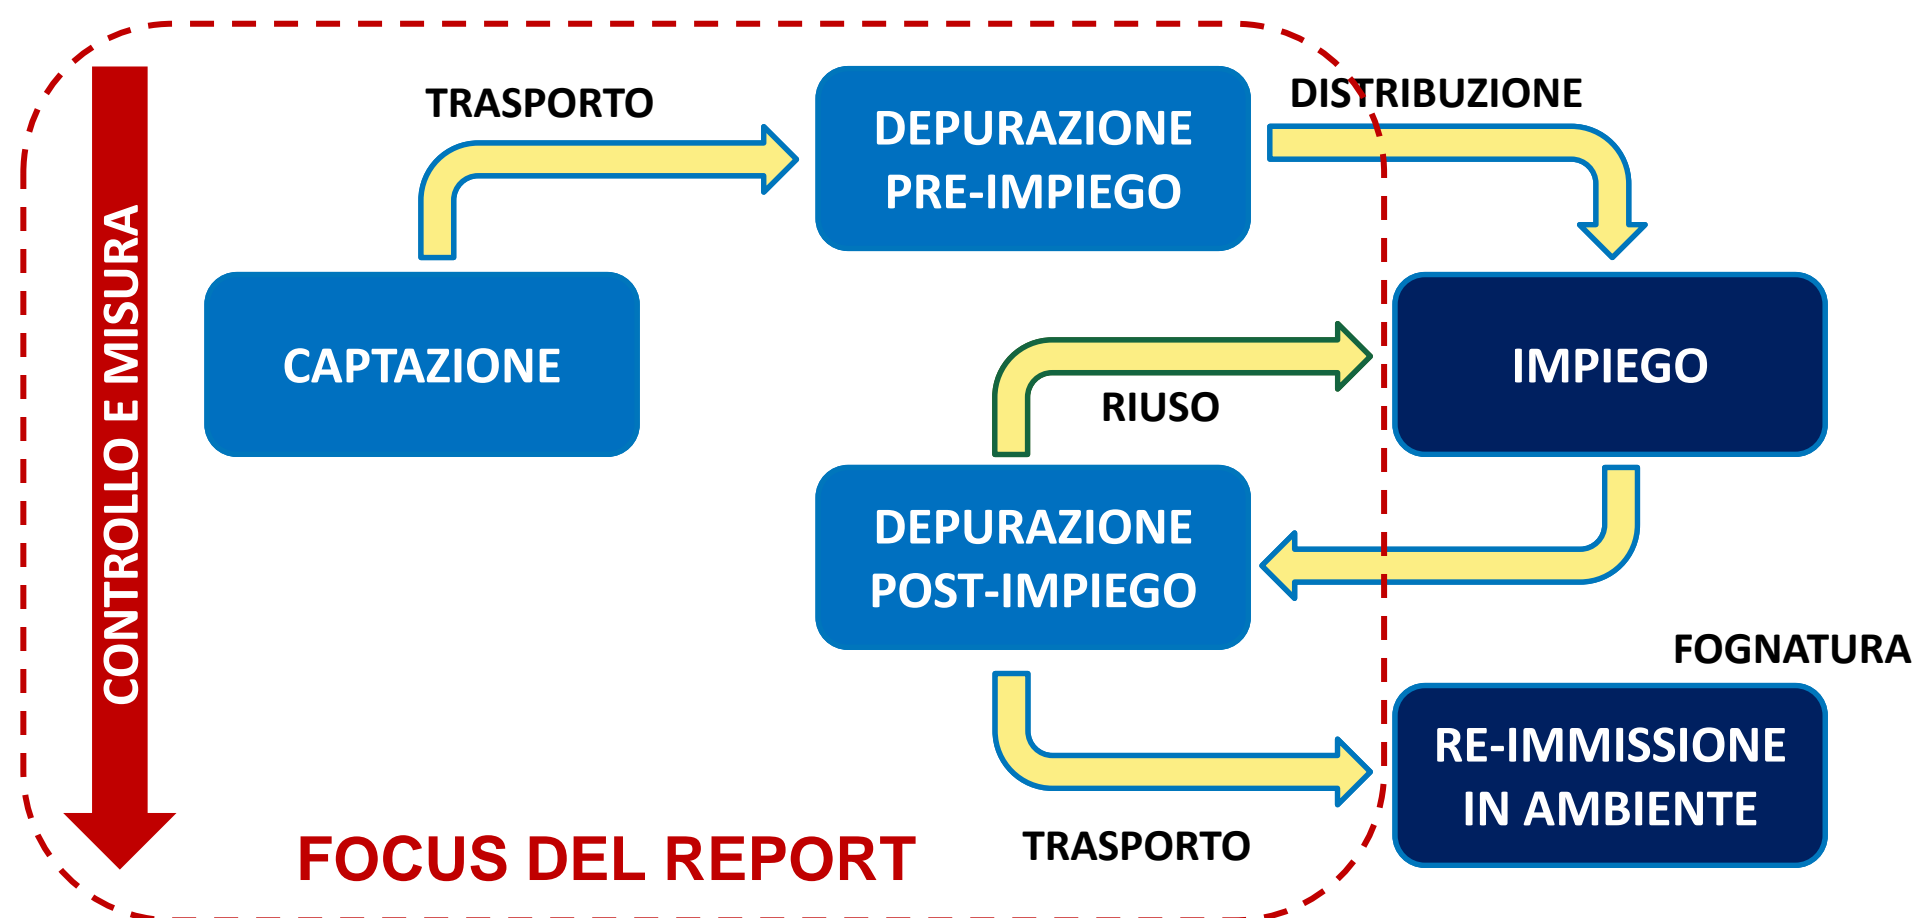 TRASPORTO
DEPURAZIONE
PRE-IMPIEGO
DISTRIBUZIONE
CONTROLLO E MISURA
CAPTAZIONE
IMPIEGO
RIUSO
DEPURAZIONE
POST-IMPIEGO
FOGNATURA
RE-IMMISSIONE
IN AMBIENTE
TRASPORTO
FOCUS DEL REPORT